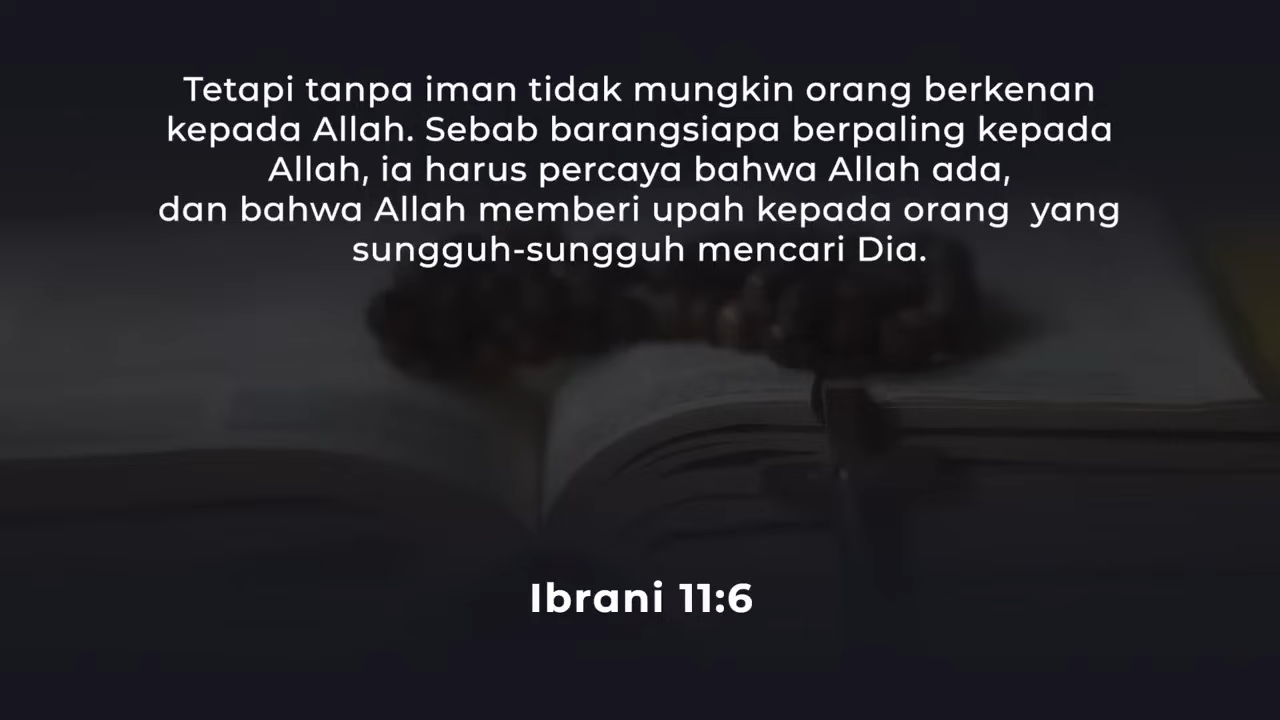 Tetapi tanpa iman tidak mungkin orang berkenan
kepada Allah. Sebab barangsiapa berpaling kepada
Allah, ia harus percaya bahwa Allah ada,
dan bahwa Allah memberi upah kepada orang  yang
sungguh-sungguh mencari Dia.
Ibrani 11:6